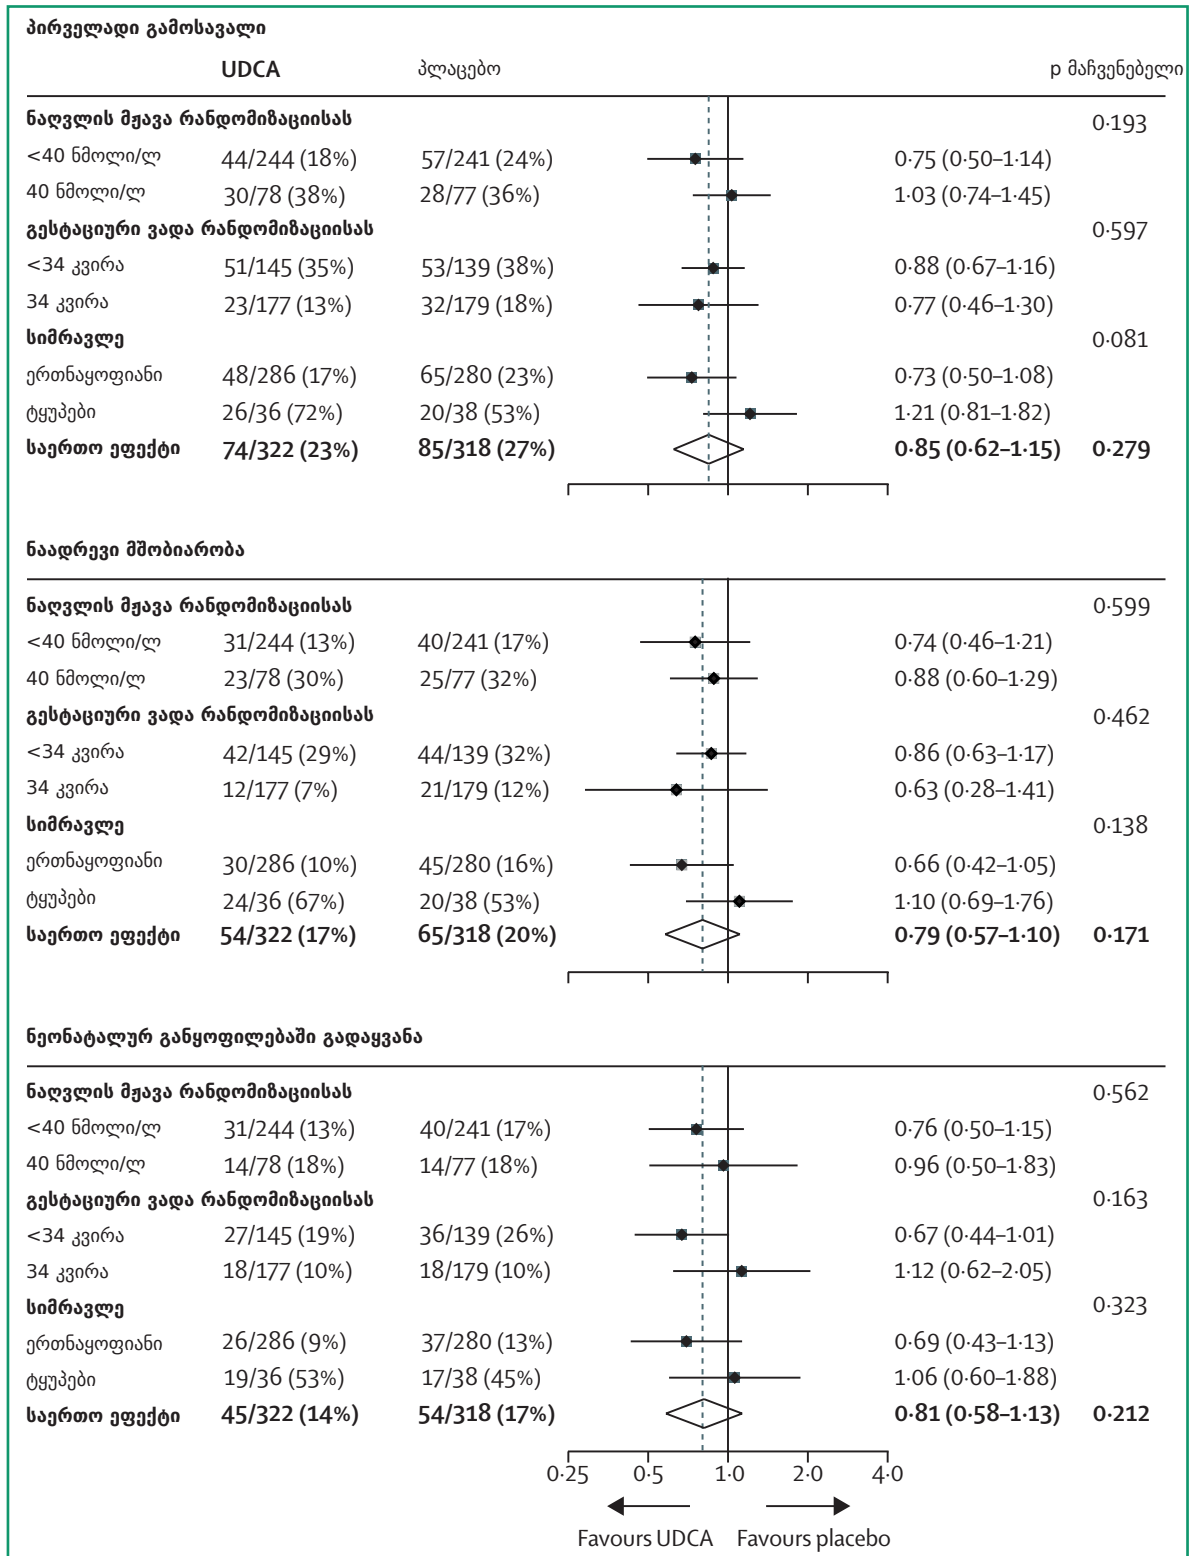 პირველადი გამოსავალი
UDCA პლაცებო p მაჩვენებელი
ნაღვლის მჟავა რანდომიზაციისას 0·193
<40 ნმოლი/ლ 44/244 (18%) 57/241 (24%) 0·75 (0·50–1·14)
40 ნმოლი/ლ 30/78 (38%) 28/77 (36%) 1·03 (0·74–1·45)
გესტაციური ვადა რანდომიზაციისას 0·597
<34 კვირა 51/145 (35%) 53/139 (38%) 0·88 (0·67–1·16)
34 კვირა 23/177 (13%) 32/179 (18%) 0·77 (0·46–1·30)
სიმრავლე 0·081
ერთნაყოფიანი 48/286 (17%) 65/280 (23%) 0·73 (0·50–1·08)
ტყუპები 26/36 (72%) 20/38 (53%) 1·21 (0·81–1·82)
საერთო ეფექტი 74/322 (23%) 85/318 (27%) 0·85 (0·62–1·15) 0·279
ნაადრევი მშობიარობა
ნაღვლის მჟავა რანდომიზაციისას 0·599
<40 ნმოლი/ლ 31/244 (13%) 40/241 (17%) 0·74 (0·46–1·21)
40 ნმოლი/ლ 23/78 (30%) 25/77 (32%) 0·88 (0·60–1·29)
გესტაციური ვადა რანდომიზაციისას 0·462
<34 კვირა 42/145 (29%) 44/139 (32%) 0·86 (0·63–1·17)
34 კვირა 12/177 (7%) 21/179 (12%) 0·63 (0·28–1·41)
სიმრავლე 0·138
ერთნაყოფიანი 30/286 (10%) 45/280 (16%) 0·66 (0·42–1·05)
ტყუპები 24/36 (67%) 20/38 (53%) 1·10 (0·69–1·76)
საერთო ეფექტი 54/322 (17%) 65/318 (20%) 0·79 (0·57–1·10) 0·171
ნეონატალურ განყოფილებაში გადაყვანა
ნაღვლის მჟავა რანდომიზაციისას 0·562
<40 ნმოლი/ლ 31/244 (13%) 40/241 (17%) 0·76 (0·50–1·15)
40 ნმოლი/ლ 14/78 (18%) 14/77 (18%) 0·96 (0·50–1·83)
გესტაციური ვადა რანდომიზაციისას 0·163
<34 კვირა 27/145 (19%) 36/139 (26%) 0·67 (0·44–1·01)
34 კვირა 18/177 (10%) 18/179 (10%) 1·12 (0·62–2·05)
სიმრავლე 0·323
ერთნაყოფიანი 26/286 (9%) 37/280 (13%) 0·69 (0·43–1·13)
ტყუპები 19/36 (53%) 17/38 (45%) 1·06 (0·60–1·88)
საერთო ეფექტი 45/322 (14%) 54/318 (17%) 0·81 (0·58–1·13) 0·212
0·25 0·5 1·0 2·0 4·0
Favours UDCA Favours placebo